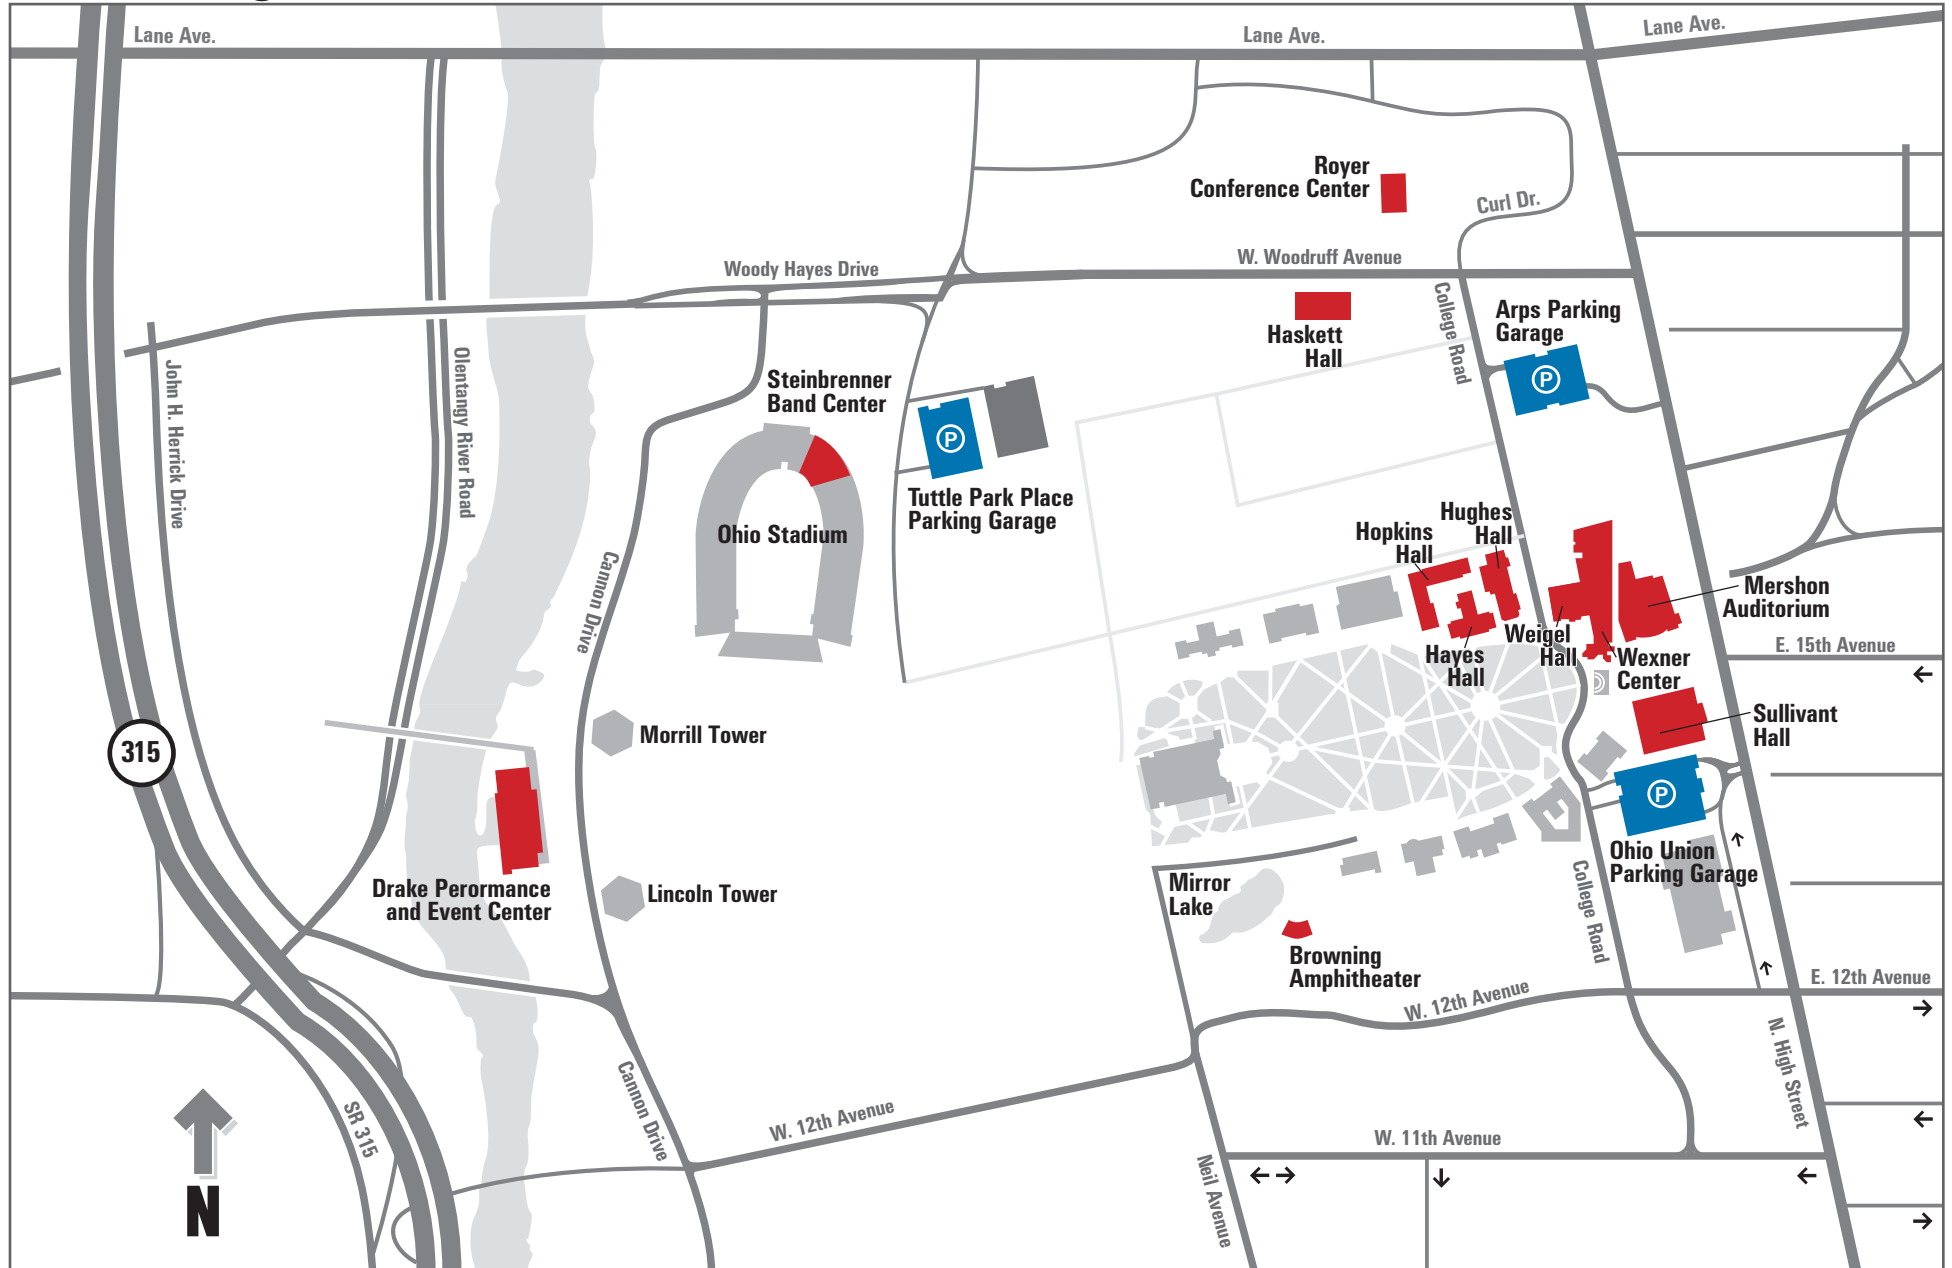 Lane Ave.
Lane Ave.
Lane Ave.
Royer
Conference Center
Curl Dr.
W. Woodruff Avenue
Woody Hayes Drive
College Road
Arps Parking
Garage
P
Haskett
Hall
John H. Herrick Drive
Olentangy River Road
Steinbrenner
Band Center
P
Tuttle Park Place
Parking Garage
Ohio Stadium
Cannon Drive
Hopkins
Hall
Hughes
Hall
Mershon
Auditorium
Weigel
Hall
Hayes
Hall
Wexner
Center
E. 15th Avenue
Sullivant
Hall
Morrill Tower
315
P
Ohio Union
Parking Garage
Drake Perormance
and Event Center
Lincoln Tower
Mirror
Lake
Browning
Amphitheater
College Road
W. 12th Avenue
E. 12th Avenue
N. High Street
Cannon Drive
W. 12th Avenue
SR 315
W. 11th Avenue
Neil Avenue
N